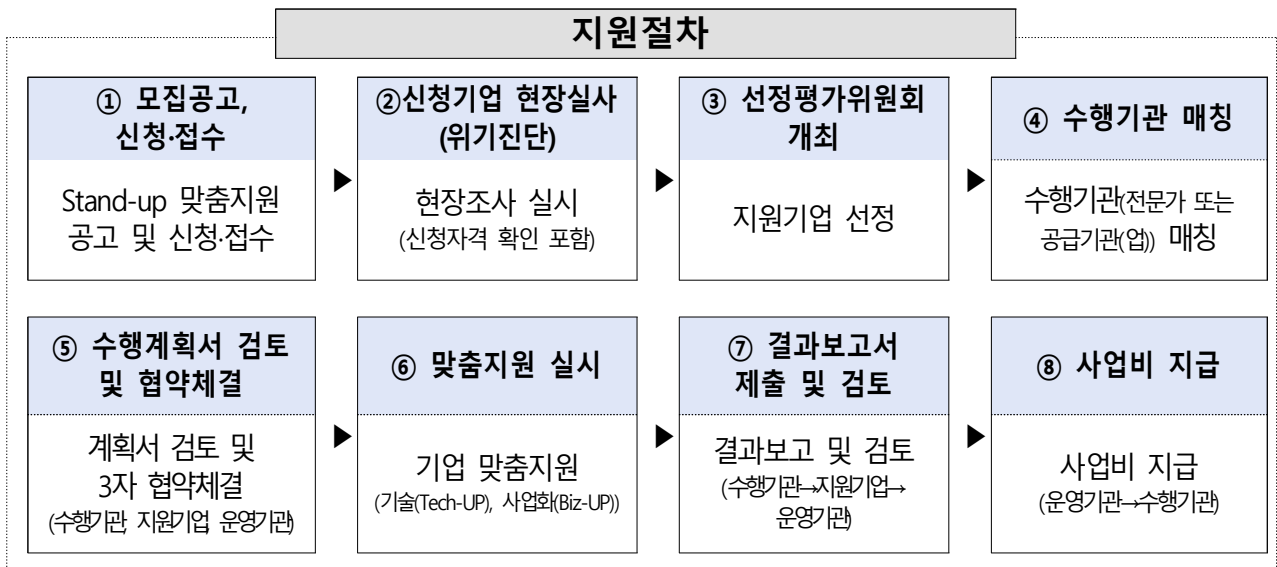 지원절차
① 모집공고,
신청·접수
Stand-up 맞춤지원
공고 및 신청·접수
▶
②신청기업 현장실사
(위기진단)
현장조사 실시
(신청자격 확인 포함)
▶
③ 선정평가위원회
개최
지원기업 선정
▶
④ 수행기관 매칭
수행기관(전문가 또는
공급기관(업)) 매칭
⑤ 수행계획서 검토
및 협약체결
계획서 검토 및
3자 협약체결
(수행기관, 지원기업, 운영기관)
▶
⑥ 맞춤지원 실시
기업 맞춤지원
(기술(Tech-UP), 사업화(Biz-UP))
▶
⑦ 결과보고서
제출 및 검토
결과보고 및 검토
(수행기관→지원기업→
운영기관)
▶
⑧ 사업비 지급
사업비 지급
(운영기관→수행기관)